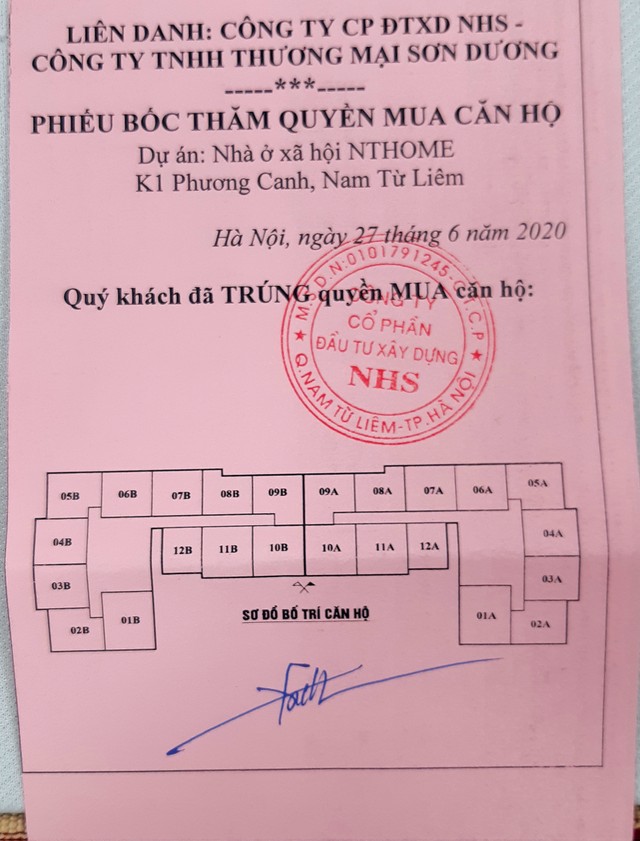 LIÊN DANH: CÔNG TY CP ĐTXD NHS -
CÔNG TY TNHH THƯƠNG MẠI SƠN DƯƠNG
-----***-----
PHIẾU BỐC THĂM QUYỀN MUA CĂN HỘ
Dự án: Nhà ở xã hội NTHOME
K1 Phương Canh, Nam Từ Liêm
Hà Nội, ngày 27 tháng 6 năm 2020
Quý khách đã TRÚNG quyền MUA căn hộ:
M.S.D.N:0101791245-C.T.C.P
CÔNG TY
CỔ PHẦN
ĐẦU TƯ XÂY DỰNG
NHS
Q.NAM TỪ LIÊM-TP.HÀ NỘI
05B 06B 07B 08B 09B 09A 08A 07A 06A 05A
04B 12B 11B 10B 10A 11A 12A 04A
03B 03A
02B 01B 01A 02A
SƠ ĐỒ BỐ TRÍ CĂN HỘ